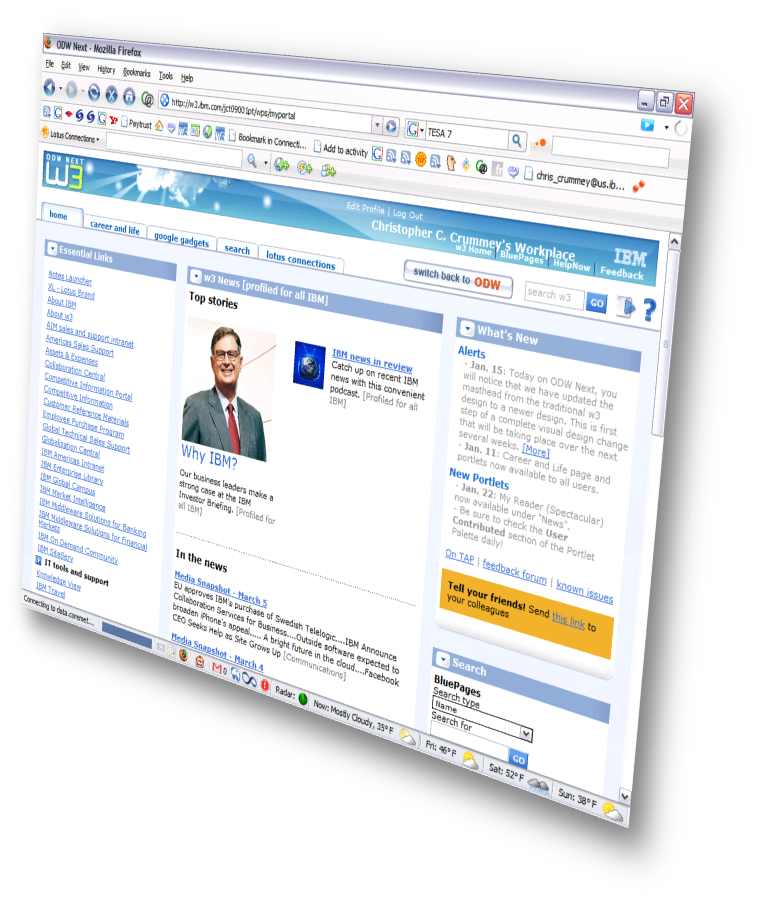 ODW Next - Mozilla Firefox
File Edit View History Bookmarks Tools Help
http://w3.ibm.com/jct09001pt/wps/myportal
G
TESA 7
Paytrust
Bookmark in Connecti...
Add to activity
chris_crummey@us.ib...
Lotus Connections
ODW NEXT
w3
Edit Profile | Log Out
Christopher C. Crummey's Workplace
w3 Home | BluePages | HelpNow | Feedback
IBM
home
career and life
google gadgets
search
lotus connections
switch back to ODW
search w3
GO
?
Essential Links
Notes Launcher
XL - Lotus Brand
About IBM
About w3
AIM sales and support intranet
Americas Sales Support
Assets & Expenses
Collaboration Central
Competitive Information Portal
Competitive Information
Customer Reference Materials
Employee Purchase Program
Global Technical Sales Support
Globalization Central
IBM Americas Intranet
IBM Enterprise Library
IBM Global Campus
IBM Market Intelligence
IBM Middleware Solutions for Banking
IBM Middleware Solutions for Financial
Markets
IBM On Demand Community
IBM SiteServ
IT tools and support
Knowledge View
IBM Travel
w3 News [profiled for all IBM]
Top stories
Why IBM?
Our business leaders make a
strong case at the IBM
Investor Briefing. [Profiled for
all IBM]
IBM news in review
Catch up on recent IBM
news with this convenient
podcast. [Profiled for all
IBM]
In the news
Media Snapshot - March 5
EU approves IBM's purchase of Swedish Telelogic....IBM Announce
Collaboration Services for Business....Outside software expected to
broaden iPhone's appeal.... A bright future in the cloud....Facebook
CEO Seeks Help as Site Grows Up [Communications]
Media Snapshot - March 4
What's New
Alerts
- Jan. 15: Today on ODW Next, you
will notice that we have updated the
masthead from the traditional w3
design to a newer design. This is first
step of a complete visual design change
that will be taking place over the next
several weeks. [More]
- Jan. 11: Career and Life page and
portlets now available to all users.
New Portlets
- Jan. 22: My Reader (Spectacular)
now available under "News".
- Be sure to check the User
Contributed section of the Portlet
Palette daily!
On TAP | feedback forum | known issues
Tell your friends! Send this link to
your colleagues
Search
BluePages
Search type
Name
Search for
GO
Connecting to data.coremet...
Radar:
Now: Mostly Cloudy, 35° F
Fri: 46° F
Sat: 52° F
Sun: 38° F